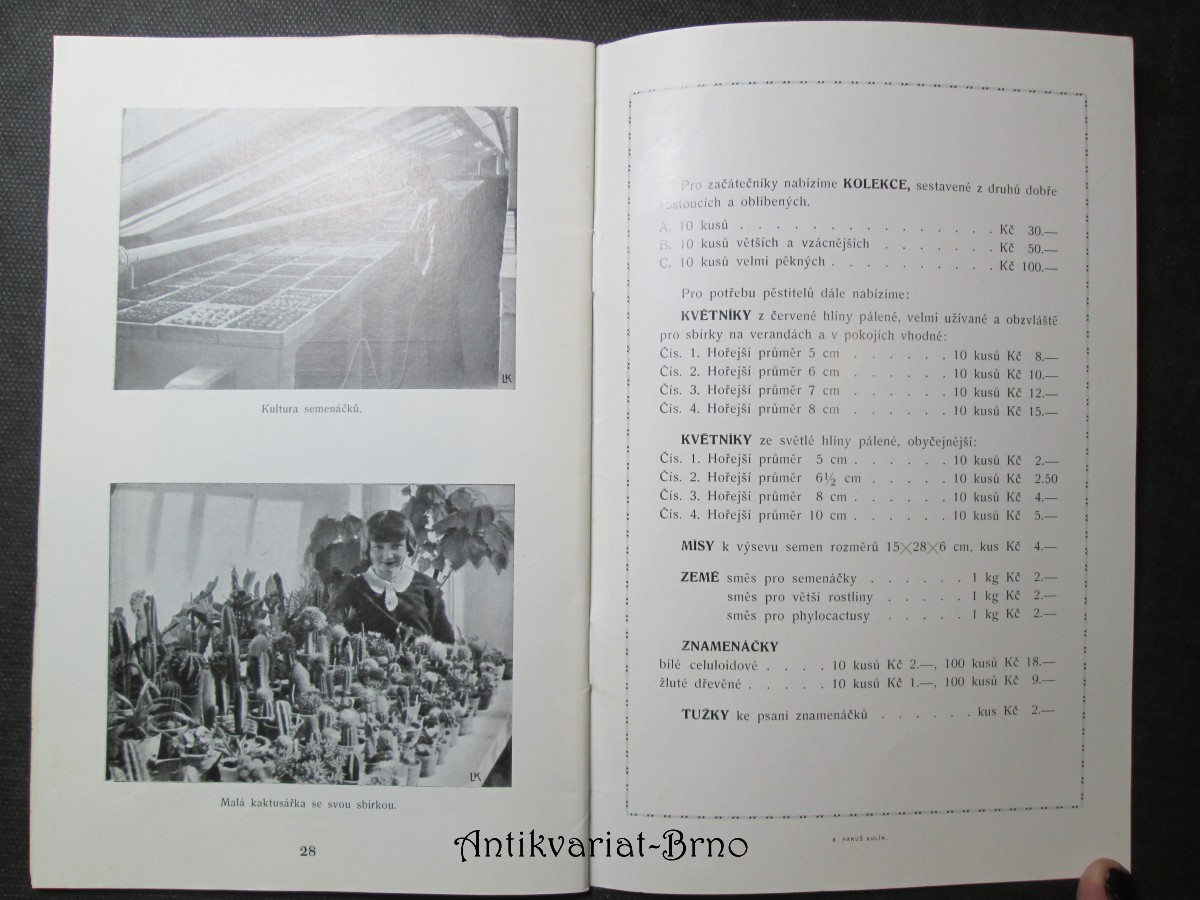 LK
Kultura semenáčků.
LK
Malá kaktusářka se svou sbírkou.
28
Pro začátečníky nabízíme KOLEKCE, sestavené z druhů dobře
rostoucích a oblíbených.
A. 10 kusů . . . . . . . . . . . . . . . . Kč 30.—
B. 10 kusů větších a vzácnějších . . . . . . . Kč 50.—
C. 10 kusů velmi pěkných . . . . . . . . . . Kč 100.—
Pro potřebu pěstitelů dále nabízíme:
KVĚTNÍKY z červené hlíny pálené, velmi užívané a obzvláště
pro sbírky na verandách a v pokojích vhodné:
Čís. 1. Hořejší průměr 5 cm . . . . . . 10 kusů Kč 8.—
Čís. 2. Hořejší průměr 6 cm . . . . . . 10 kusů Kč 10.—
Čís. 3. Hořejší průměr 7 cm . . . . . . 10 kusů Kč 12.—
Čís. 4. Hořejší průměr 8 cm . . . . . . 10 kusů Kč 15.—
KVĚTNÍKY ze světlé hlíny pálené, obyčejnější:
Čís. 1. Hořejší průměr 5 cm . . . . . . 10 kusů Kč 2.—
Čís. 2. Hořejší průměr 6½ cm . . . . . . 10 kusů Kč 2.50
Čís. 3. Hořejší průměr 8 cm . . . . . . 10 kusů Kč 4.—
Čís. 4. Hořejší průměr 10 cm . . . . . . 10 kusů Kč 5.—
MÍSY k výsevu semen rozměrů 15×28×6 cm, kus Kč 4.—
ZEMĚ směs pro semenáčky . . . . . . 1 kg Kč 2.—
směs pro větší rostliny . . . . . 1 kg Kč 2.—
směs pro phylocactusy . . . . . 1 kg Kč 2.—
ZNAMENÁČKY
bílé celuloidové . . . . 10 kusů Kč 2.—, 100 kusů Kč 18.—
žluté dřevěné . . . . . 10 kusů Kč 1.—, 100 kusů Kč 9.—
TUŽKY ke psaní znamenáčků . . . . . . kus Kč 2.—
A. HANUŠ KULÍN.
Antikvariat-Brno